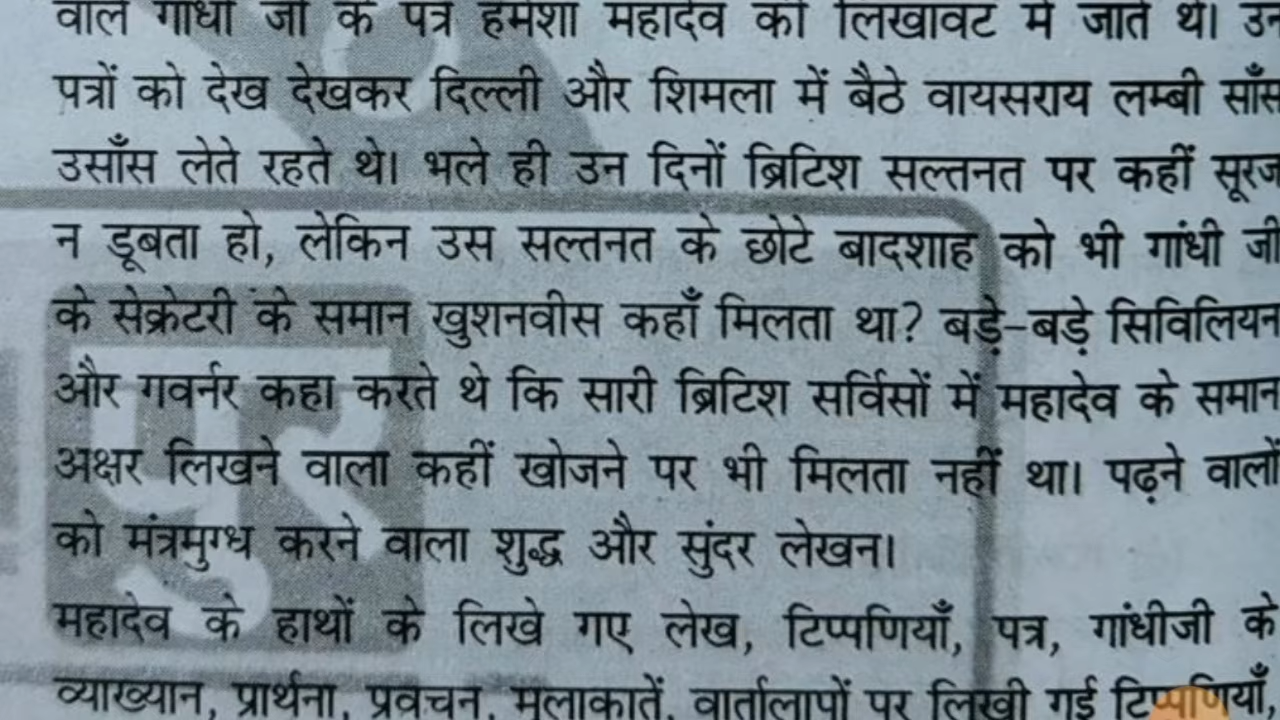 वाले गांधी जी के पत्र हमेशा महादेव की लिखावट में जाते थे। उन
पत्रों को देख देखकर दिल्ली और शिमला में बैठे वायसराय लम्बी साँस
उसाँस लेते रहते थे। भले ही उन दिनों ब्रिटिश सल्तनत पर कहीं सूरज
न डूबता हो, लेकिन उस सल्तनत के छोटे बादशाह को भी गांधी जी
के सेक्रेटरी के समान खुशनवीस कहाँ मिलता था? बड़े-बड़े सिविलियन
और गवर्नर कहा करते थे कि सारी ब्रिटिश सर्विसों में महादेव के समान
अक्षर लिखने वाला कहीं खोजने पर भी मिलता नहीं था। पढ़ने वालों
को मंत्रमुग्ध करने वाला शुद्ध और सुंदर लेखन।
महादेव के हाथों के लिखे गए लेख, टिप्पणियाँ, पत्र, गांधीजी के
व्याख्यान, प्रार्थना, प्रवचन, मुलाकातें, वार्तालापों पर लिखी गई टिप्पणियाँ,
पुर